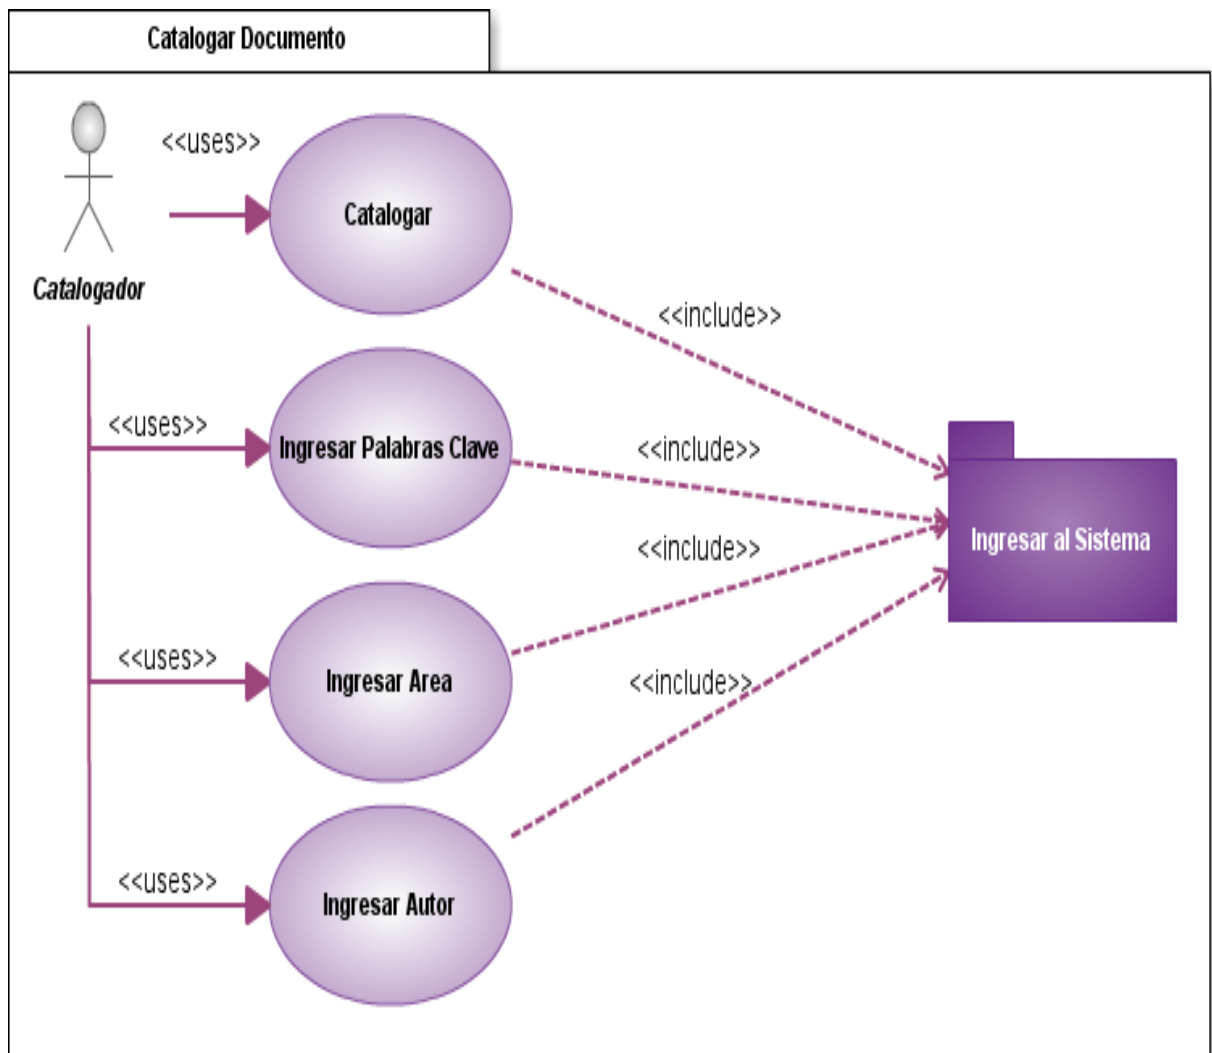 Catalogar Documento
<<uses>>
Catalogar
Catalogador
<<include>>
<<uses>>
Ingresar Palabras Clave
<<include>>
Ingresar al Sistema
<<include>>
<<uses>>
Ingresar Area
<<include>>
<<uses>>
Ingresar Autor